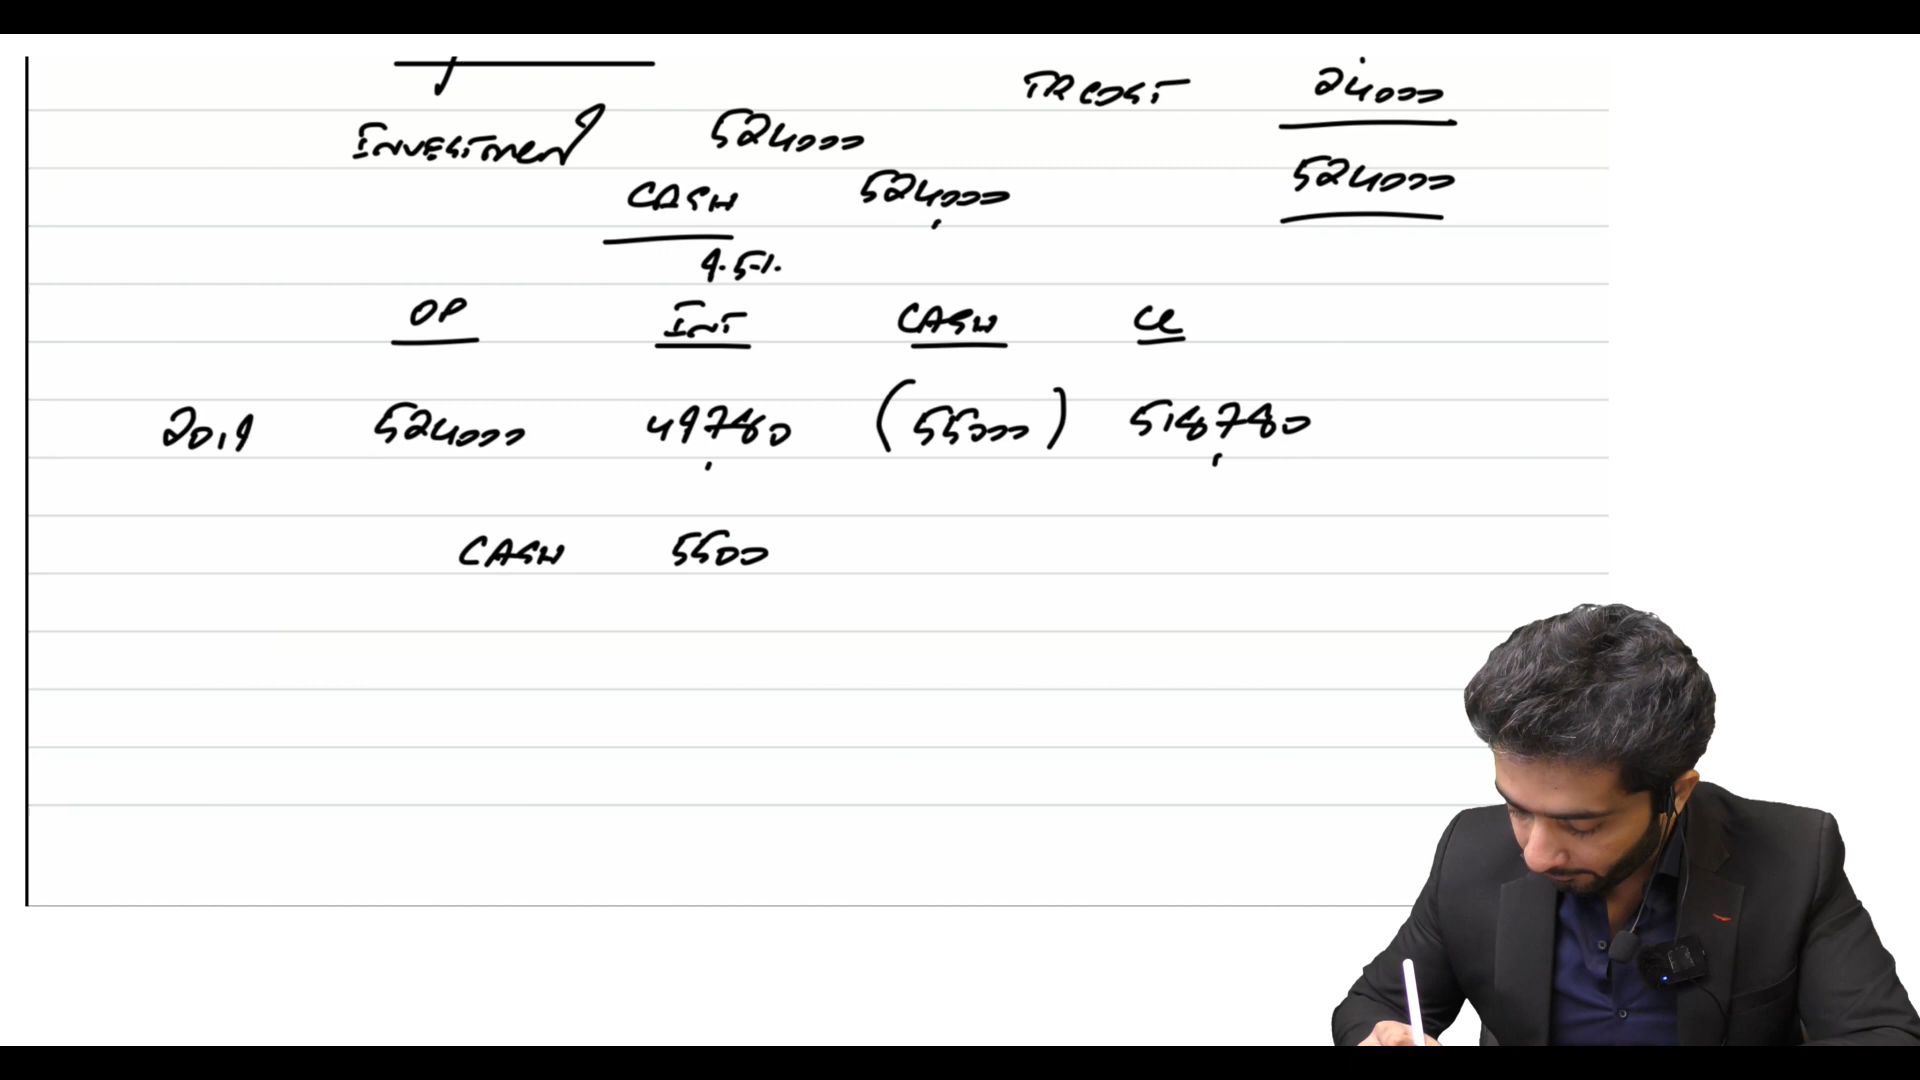 TR COST 24000
INVESTMENT 524000
524000
CASH 524000
9.5%
OP INT CASH CL
2019 524000 49780 (55000) 518780
CASH 5500